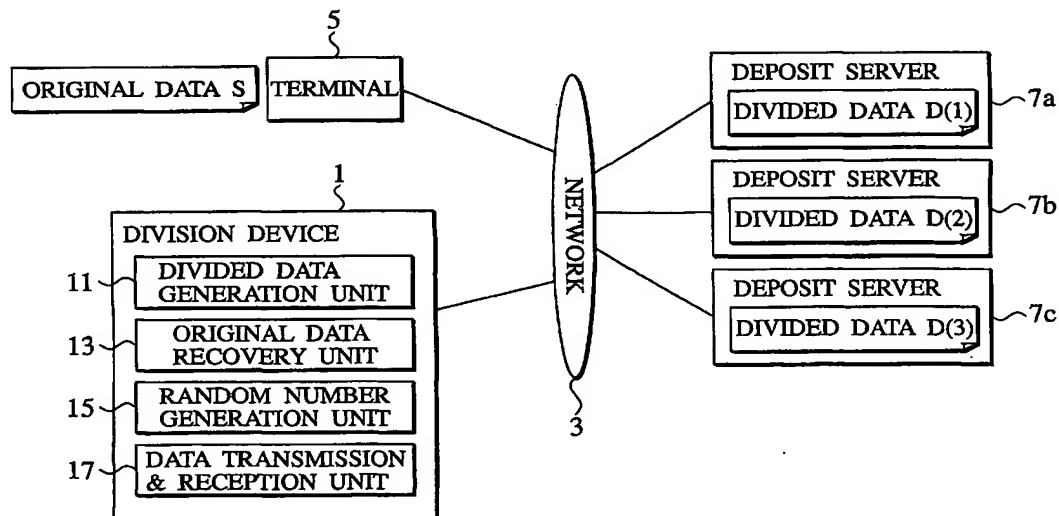 5
ORIGINAL DATA S
TERMINAL
DEPOSIT SERVER
DIVIDED DATA D(1)
7a
DEPOSIT SERVER
DIVIDED DATA D(2)
7b
DEPOSIT SERVER
DIVIDED DATA D(3)
7c
NETWORK
3
1
DIVISION DEVICE
11
DIVIDED DATA
GENERATION UNIT
13
ORIGINAL DATA
RECOVERY UNIT
15
RANDOM NUMBER
GENERATION UNIT
17
DATA TRANSMISSION
& RECEPTION UNIT